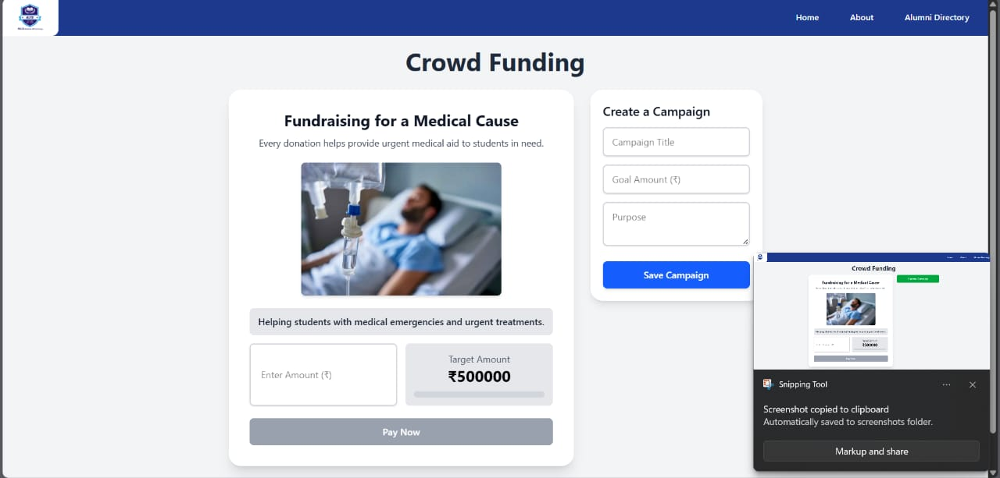 Home
About
Alumni Directory
Crowd Funding
Fundraising for a Medical Cause
Every donation helps provide urgent medical aid to students in need.
Helping students with medical emergencies and urgent treatments.
Enter Amount (₹)
Target Amount
₹500000
Pay Now
Create a Campaign
Campaign Title
Goal Amount (₹)
Purpose
Save Campaign
Crowd Funding
Fundraising for a Medical Cause
₹500000
Snipping Tool
Screenshot copied to clipboard
Automatically saved to screenshots folder.
Markup and share